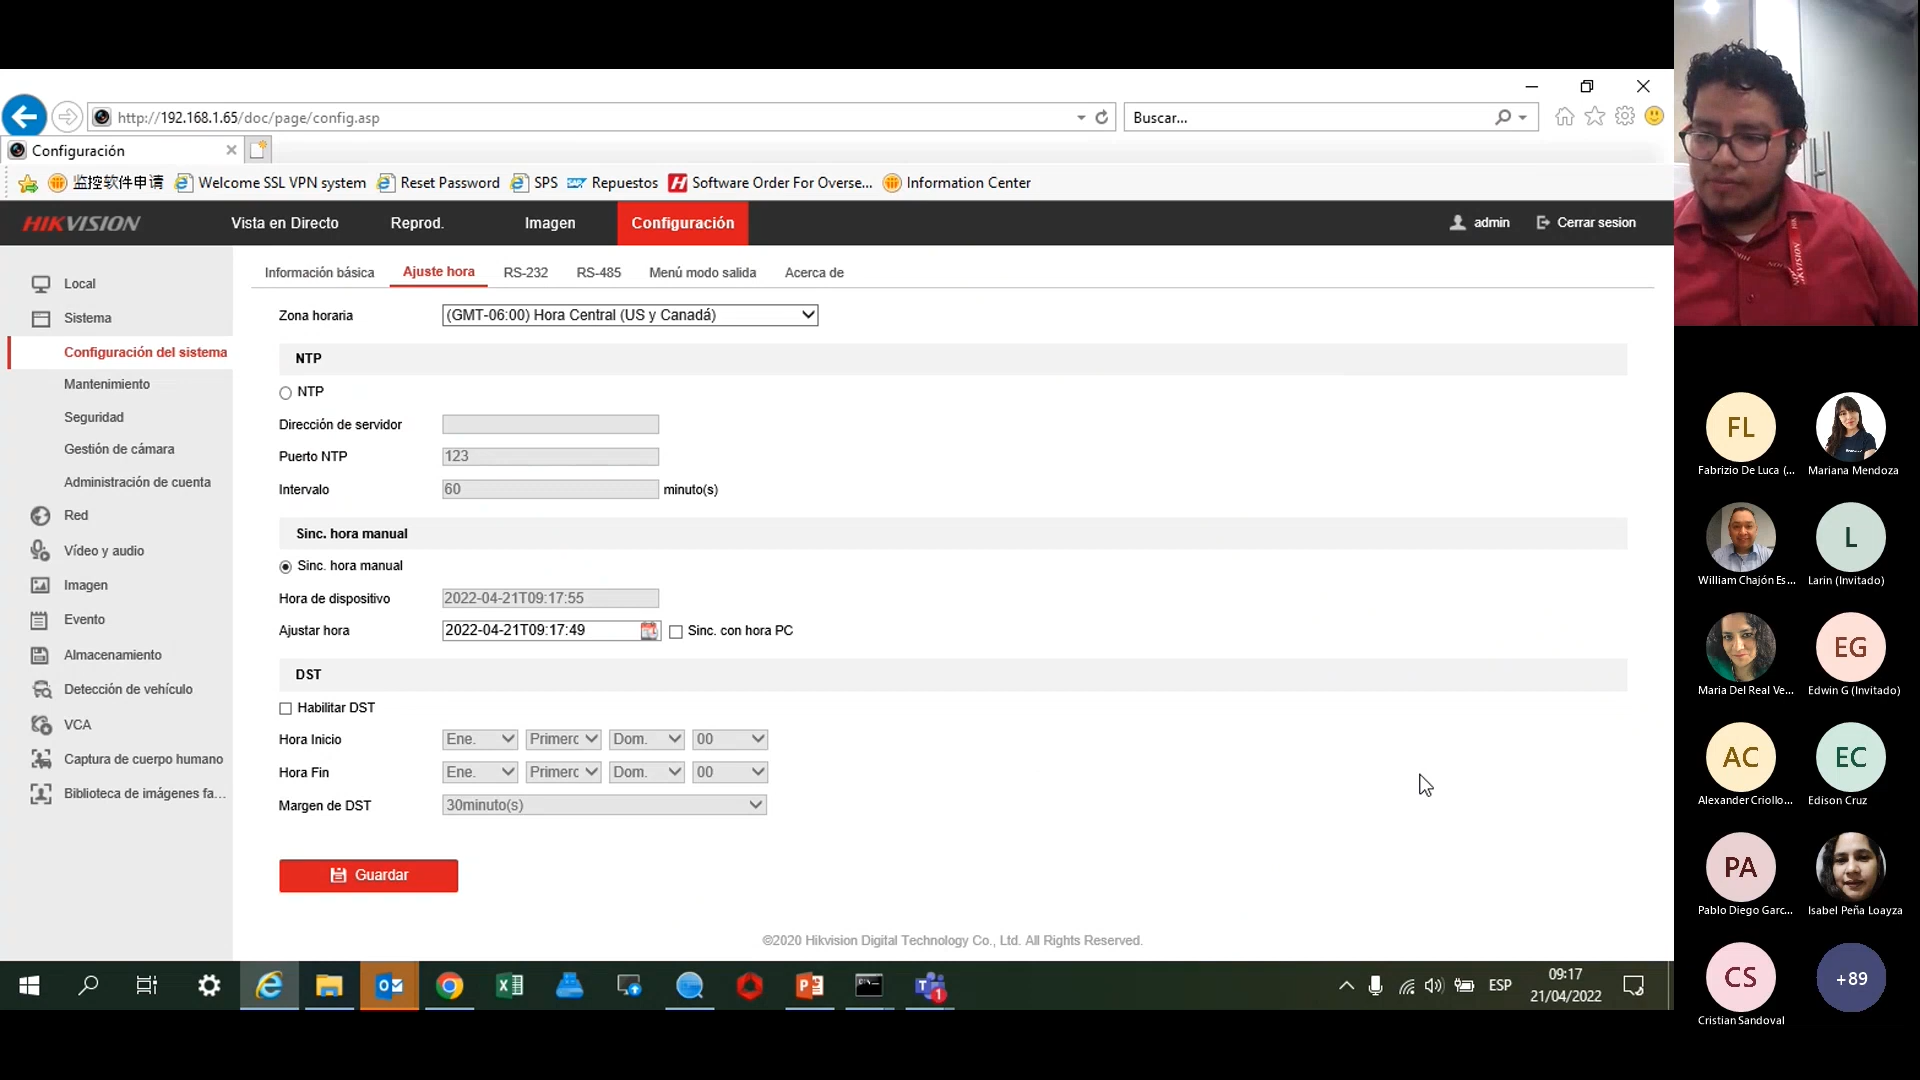 http://192.168.1.65/doc/page/config.asp
Buscar...
Configuración
监控软件申请
Welcome SSL VPN system
Reset Password
SPS
SAP
Repuestos
H
Software Order For Overse...
Information Center
HIKVISION
Vista en Directo
Reprod.
Imagen
Configuración
admin
Cerrar sesion
Local
Sistema
Configuración del sistema
Mantenimiento
Seguridad
Gestión de cámara
Administración de cuenta
Red
Vídeo y audio
Imagen
Evento
Almacenamiento
Detección de vehículo
VCA
Captura de cuerpo humano
Biblioteca de imágenes fa...
Información básica
Ajuste hora
RS-232
RS-485
Menú modo salida
Acerca de
Zona horaria
(GMT-06:00) Hora Central (US y Canadá)
NTP
NTP
Dirección de servidor
Puerto NTP
123
Intervalo
60
minuto(s)
Sinc. hora manual
Sinc. hora manual
Hora de dispositivo
2022-04-21T09:17:55
Ajustar hora
2022-04-21T09:17:49
Sinc. con hora PC
DST
Habilitar DST
Hora Inicio
Ene.
Primerc
Dom.
00
Hora Fin
Ene.
Primerc
Dom.
00
Margen de DST
30minuto(s)
Guardar
©2020 Hikvision Digital Technology Co., Ltd. All Rights Reserved.
ESP
09:17
21/04/2022
HIKVISION
FL
Fabrizio De Luca (...
Mariana Mendoza
William Chajón Es...
L
Larin (Invitado)
Maria Del Real Ve...
EG
Edwin G (Invitado)
AC
Alexander Criollo...
EC
Edison Cruz
PA
Pablo Diego Garc...
Isabel Peña Loayza
CS
Cristian Sandoval
+89